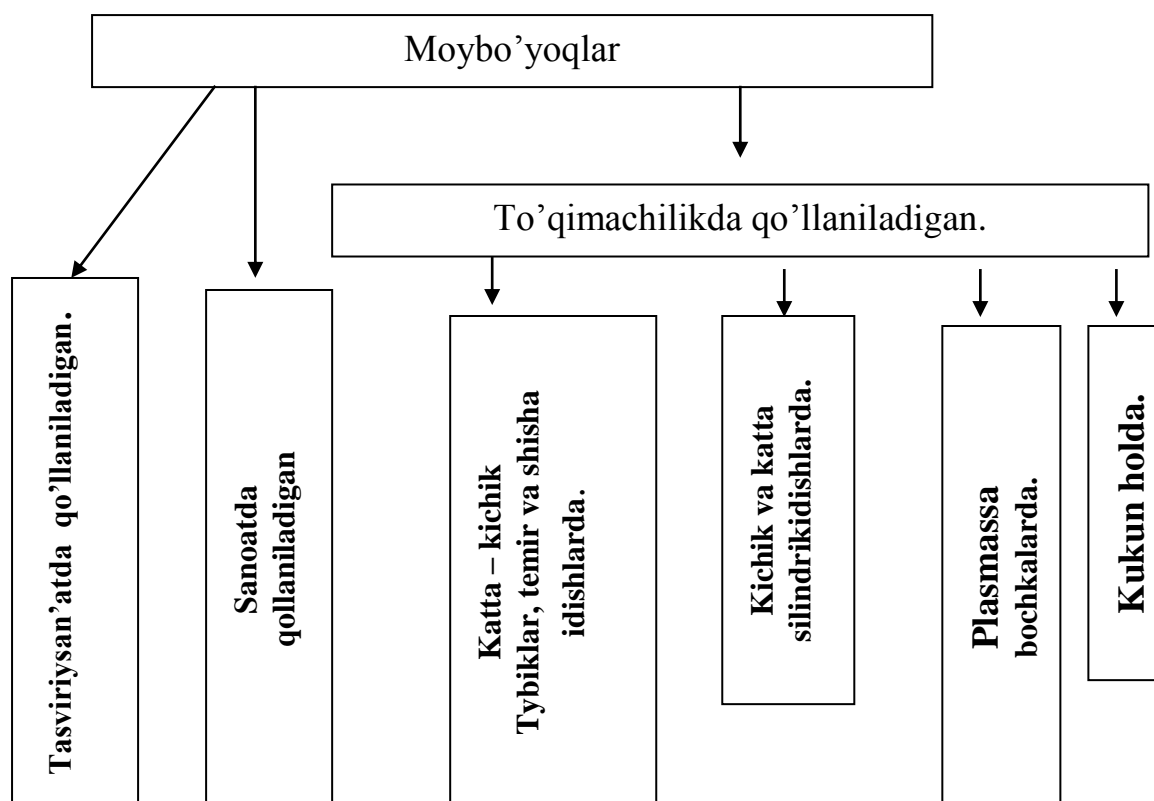 Moybo’yoqlar
To’qimachilikda qo’llaniladigan.
Tasviriysan’atda qo’llaniladigan.
Sanoatda
qollaniladigan
Katta – kichik
Tybiklar, temir va shisha
idishlarda.
Kichik va katta
silindrikidishlarda.
Plasmassa
bochkalarda.
Kukun holda.